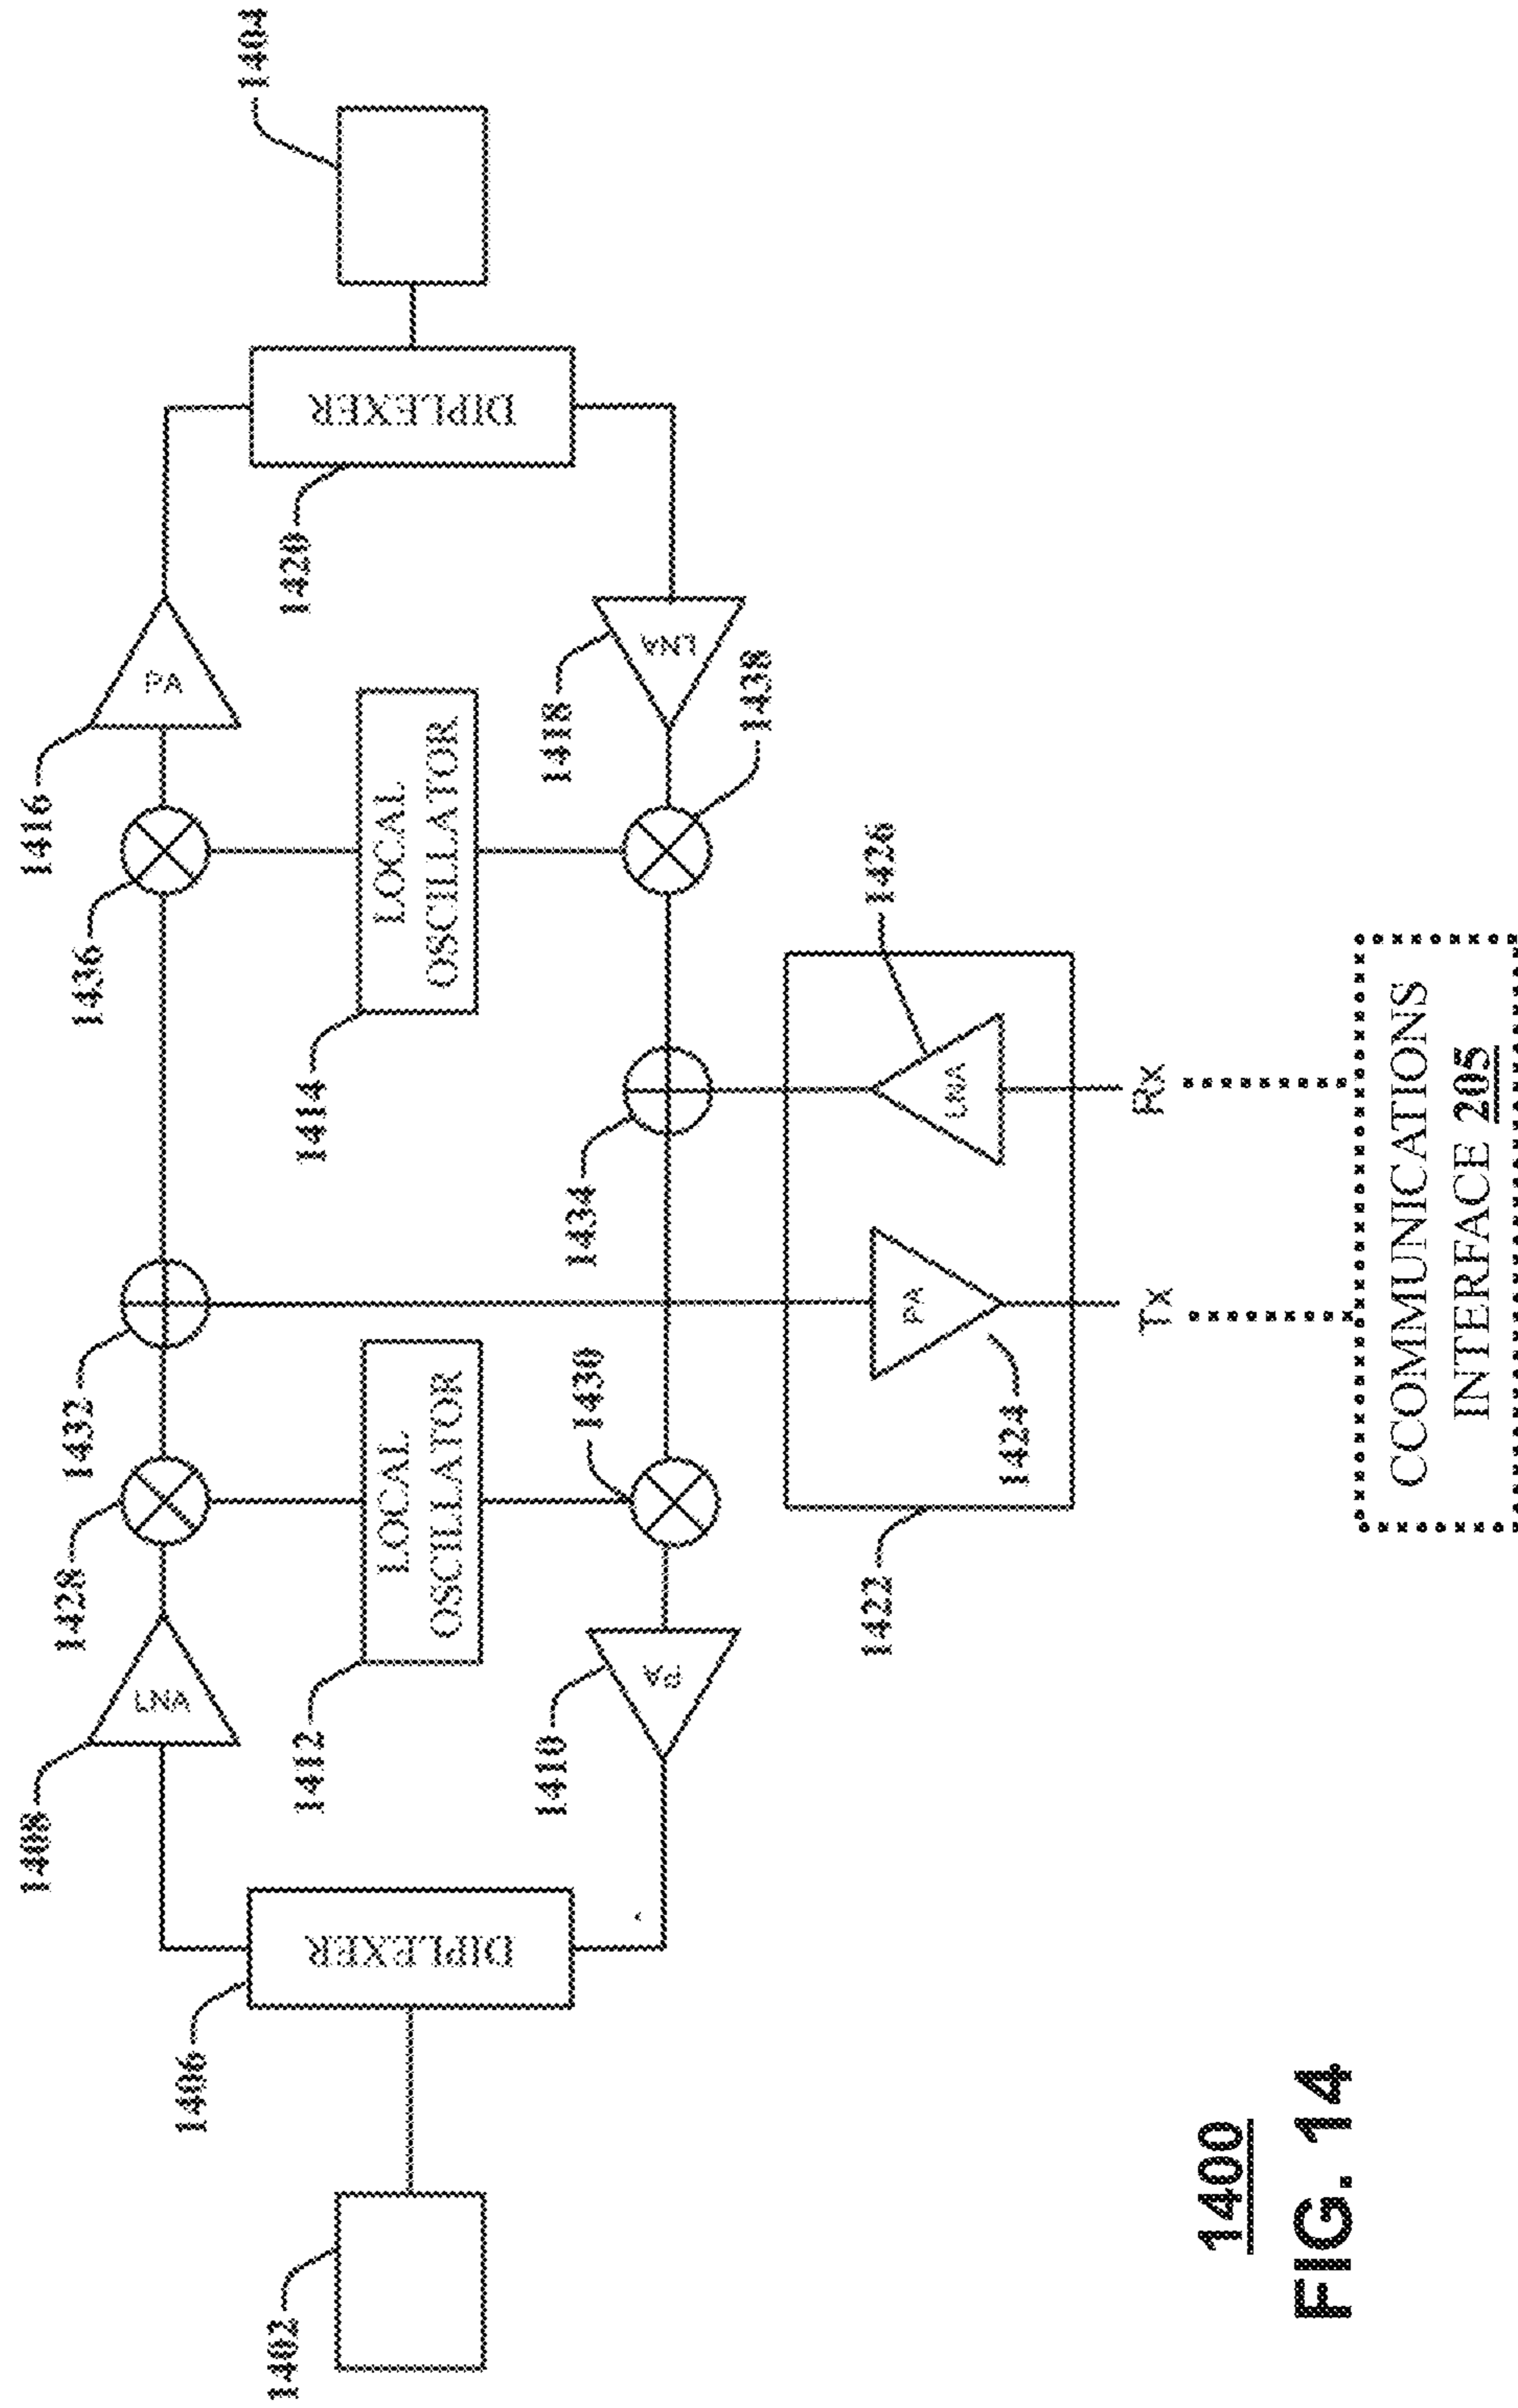 1404
1416
PA
1436
DIPLEXER
1420
LOCAL
OSCILLATOR
1414
LNA
1418
1438
1426
1434
LNA
Rx
1432
1428
LOCAL
OSCILLATOR
1412
1430
PA
1424
Tx
1422
CCOMMUNICATIONS
INTERFACE 205
LNA
1408
PA
1410
DIPLEXER
1406
1402
1400
FIG. 14